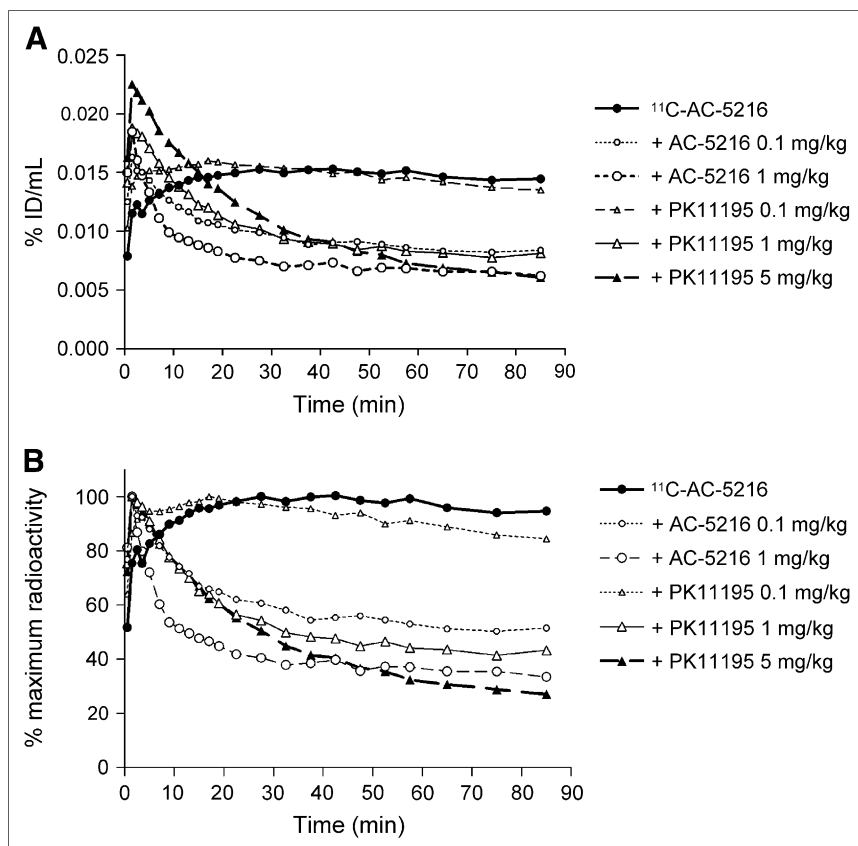 A
0.025
0.020
0.015
0.010
0.005
0.000
% ID/mL
0 10 20 30 40 50 60 70 80 90
Time (min)
¹¹C-AC-5216
+ AC-5216 0.1 mg/kg
+ AC-5216 1 mg/kg
+ PK11195 0.1 mg/kg
+ PK11195 1 mg/kg
+ PK11195 5 mg/kg
B
100
80
60
40
20
0
% maximum radioactivity
0 10 20 30 40 50 60 70 80 90
Time (min)
¹¹C-AC-5216
+ AC-5216 0.1 mg/kg
+ AC-5216 1 mg/kg
+ PK11195 0.1 mg/kg
+ PK11195 1 mg/kg
+ PK11195 5 mg/kg